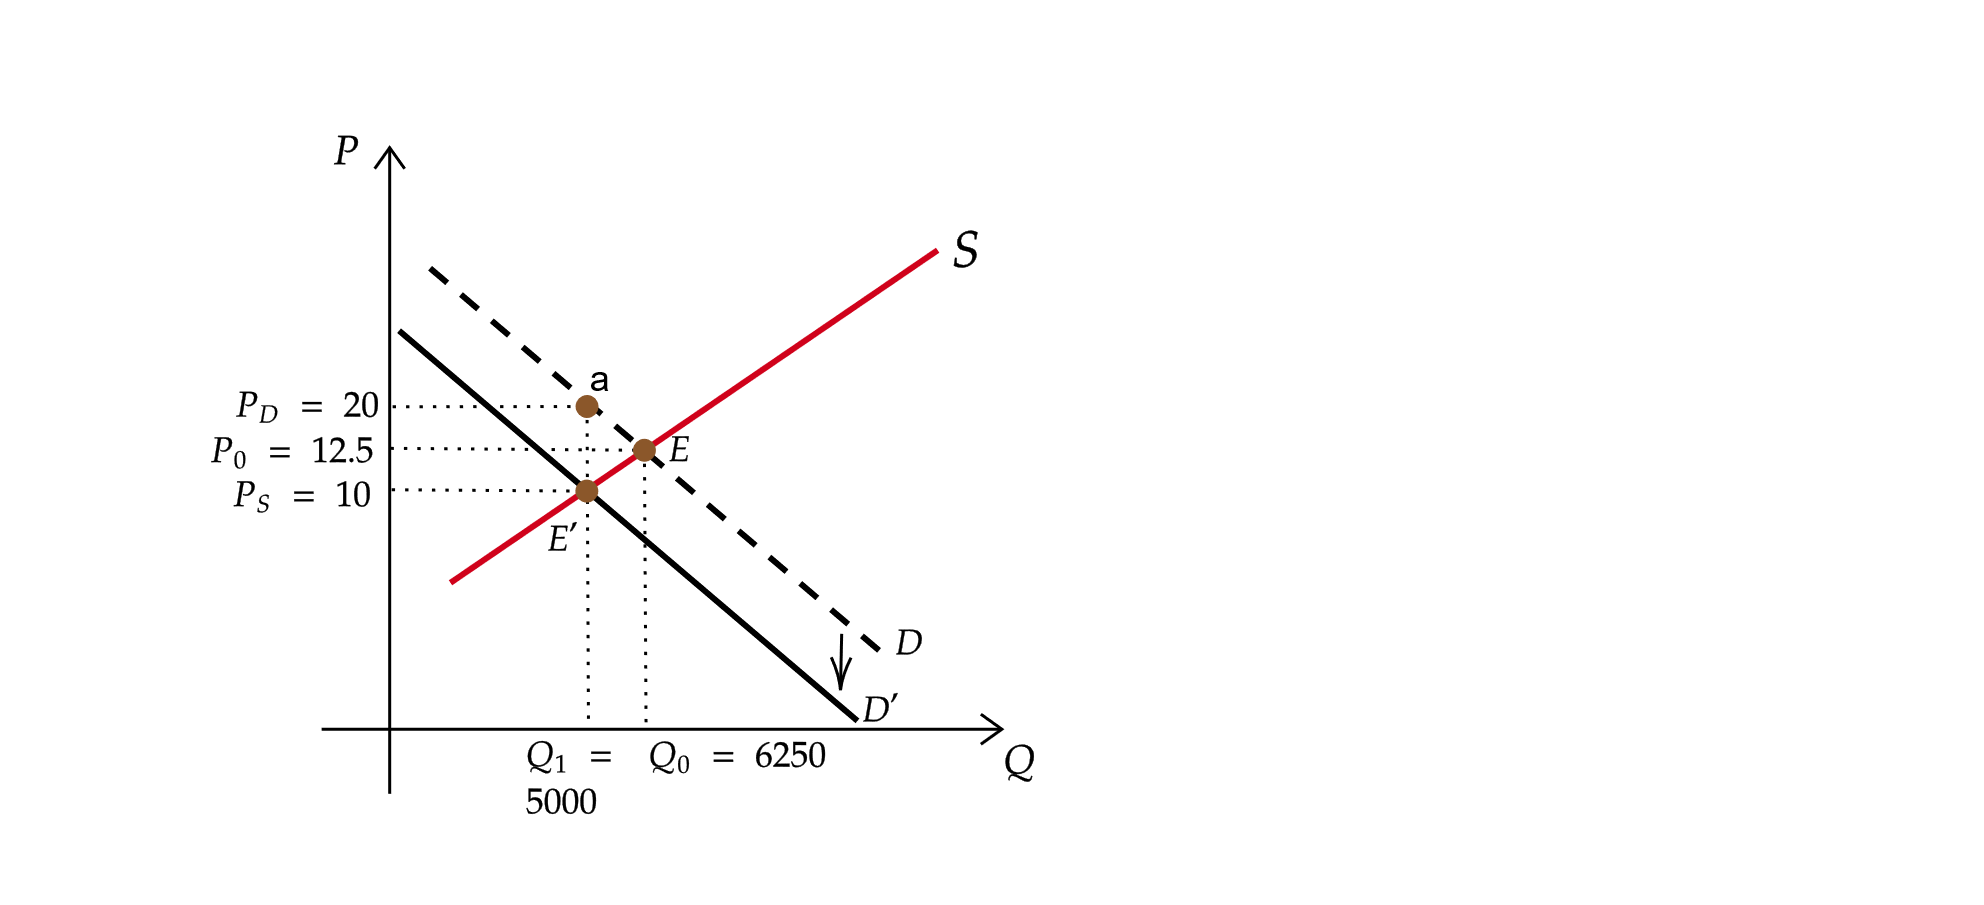 P
S
a
P_D = 20
P_0 = 12.5
E
P_S = 10
E′
D
D′
Q_1 = 
5000
Q_0 = 6250
Q